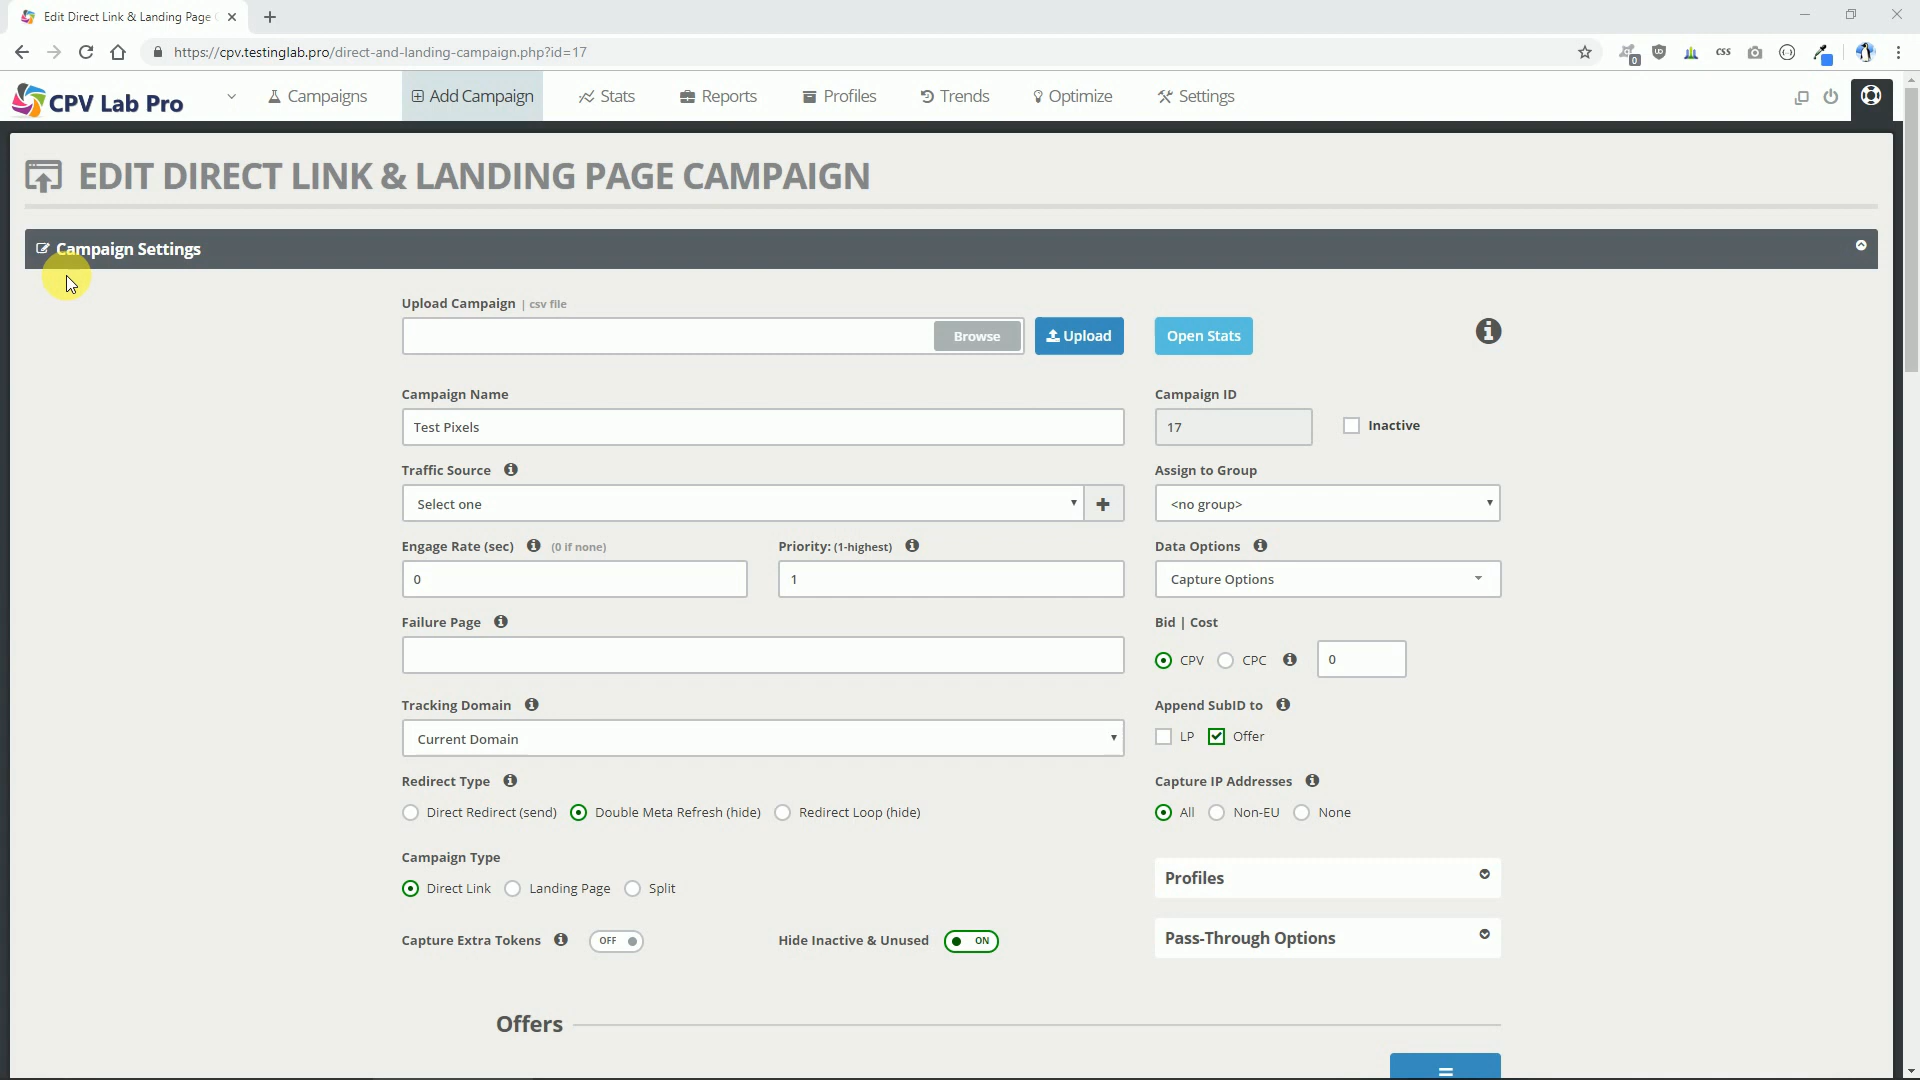 Edit Direct Link & Landing Page
https://cpv.testinglab.pro/direct-and-landing-campaign.php?id=17
0
css
CPV Lab Pro
Campaigns
Add Campaign
Stats
Reports
Profiles
Trends
Optimize
Settings
EDIT DIRECT LINK & LANDING PAGE CAMPAIGN
Campaign Settings
Upload Campaign | csv file
Browse
Upload
Open Stats
Campaign Name
Campaign ID
Test Pixels
17
Inactive
Traffic Source
Assign to Group
Select one
<no group>
Engage Rate (sec) (0 if none)
Priority: (1-highest)
Data Options
0
1
Capture Options
Failure Page
Bid | Cost
CPV
CPC
0
Tracking Domain
Append SubID to
Current Domain
LP
Offer
Redirect Type
Capture IP Addresses
Direct Redirect (send)
Double Meta Refresh (hide)
Redirect Loop (hide)
All
Non-EU
None
Campaign Type
Profiles
Direct Link
Landing Page
Split
Capture Extra Tokens
OFF
Hide Inactive & Unused
ON
Pass-Through Options
Offers